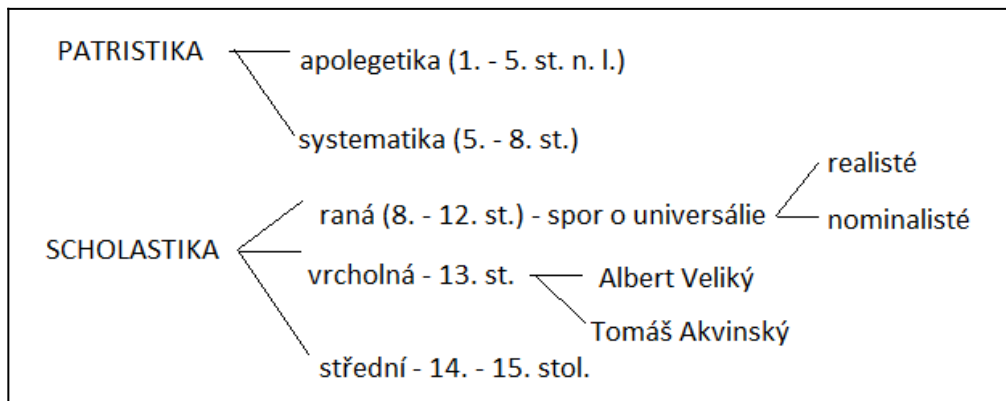 PATRISTIKA
apolegetika (1. - 5. st. n. l.)
systematika (5. - 8. st.)
realisté
raná (8. - 12. st.) - spor o universálie
nominalisté
SCHOLASTIKA
vrcholná - 13. st.
Albert Veliký
Tomáš Akvinský
střední - 14. - 15. stol.